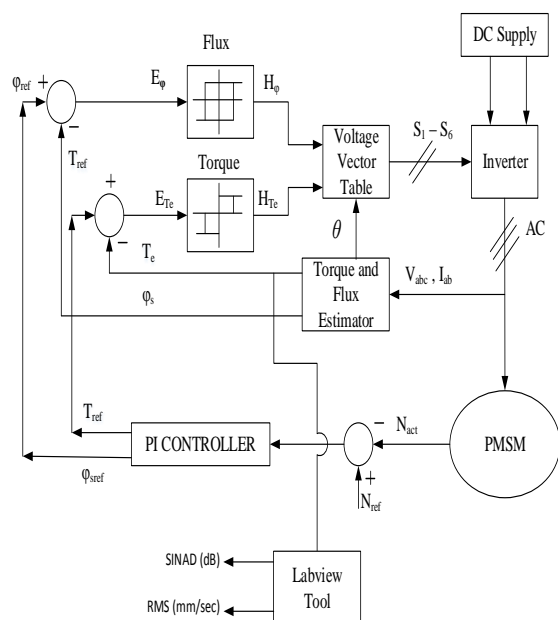 DC Supply
Flux
φref
+
−
Eφ
Hφ
Tref
+
−
Torque
ETe
HTe
Voltage
Vector
Table
S1 – S6
Inverter
AC
θ
Te
φs
Torque and
Flux
Estimator
Vabc , Iab
Tref
φsref
PI CONTROLLER
−
Nact
+
Nref
PMSM
SINAD (dB)
RMS (mm/sec)
Labview
Tool